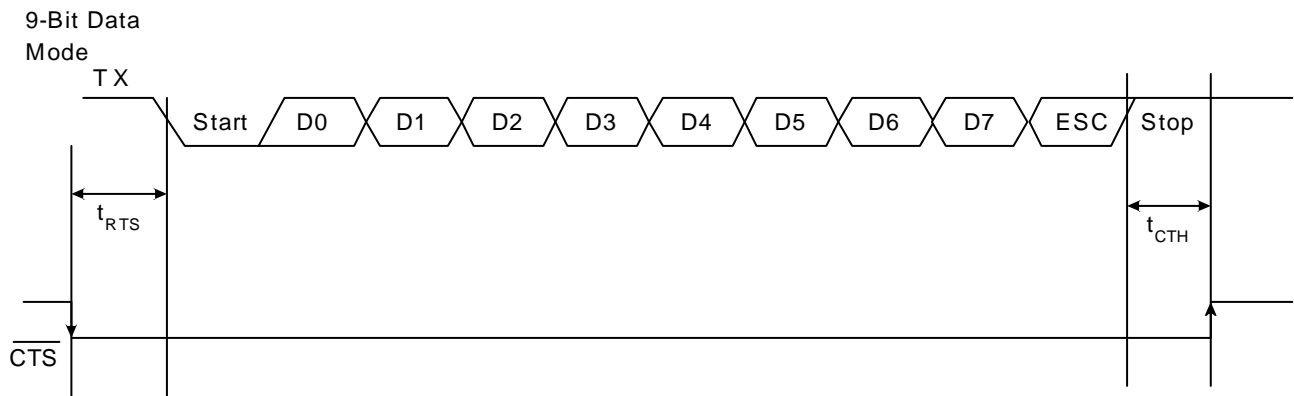 9-Bit Data
Mode
TX
Start D0 D1 D2 D3 D4 D5 D6 D7 ESC Stop
tRTS
tCTH
CTS